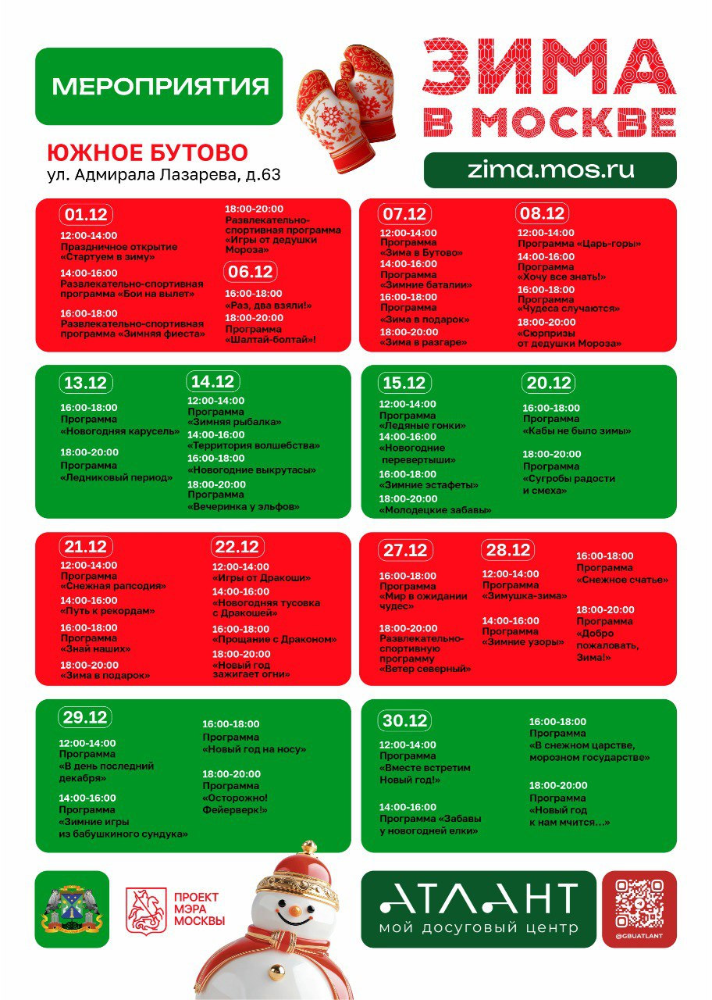 МЕРОПРИЯТИЯ
ЗИМА
В МОСКВЕ
ЮЖНОЕ БУТОВО
ул. Адмирала Лазарева, д.63
zima.mos.ru
01.12
12:00-14:00
Праздничное открытие
«Стартуем в зиму»
14:00-16:00
Развлекательно-спортивная
программа «Бои на вылет»
16:00-18:00
Развлекательно-спортивная
программа «Зимняя фиеста»
18:00-20:00
Развлекательно-
спортивная программа
«Игры от дедушки
Мороза»
06.12
16:00-18:00
«Раз, два взяли!»
18:00-20:00
Программа
«Шалтай-болтай»!
07.12
12:00-14:00
Программа
«Зима в Бутово»
14:00-16:00
Программа
«Зимние баталии»
16:00-18:00
Программа
«Зима в подарок»
18:00-20:00
«Зима в разгаре»
08.12
12:00-14:00
Программа «Царь-горы»
14:00-16:00
Программа
«Хочу все знать!»
16:00-18:00
Программа
«Чудеса случаются»
18:00-20:00
«Сюрпризы
от дедушки Мороза»
13.12
16:00-18:00
Программа
«Новогодняя карусель»
18:00-20:00
Программа
«Ледниковый период»
14.12
12:00-14:00
Программа
«Зимняя рыбалка»
14:00-16:00
«Территория волшебства»
16:00-18:00
«Новогодние выкрутасы»
18:00-20:00
Программа
«Вечеринка у эльфов»
15.12
12:00-14:00
Программа
«Ледяные гонки»
14:00-16:00
«Новогодние
перевертыши»
16:00-18:00
«Зимние эстафеты»
18:00-20:00
«Молодецкие забавы»
20.12
16:00-18:00
Программа
«Кабы не было зимы»
18:00-20:00
Программа
«Сугробы радости
и смеха»
21.12
12:00-14:00
Программа
«Снежная рапсодия»
14:00-16:00
«Путь к рекордам»
16:00-18:00
Программа
«Знай наших»
18:00-20:00
«Зима в подарок»
22.12
12:00-14:00
«Игры от Дракоши»
14:00-16:00
«Новогодняя тусовка
с Дракошей»
16:00-18:00
«Прощание с Драконом»
18:00-20:00
«Новый год
зажигает огни»
27.12
16:00-18:00
Программа
«Мир в ожидании
чудес»
18:00-20:00
Развлекательно-
спортивную
программу
«Ветер северный»
28.12
12:00-14:00
Программа
«Зимушка-зима»
14:00-16:00
Программа
«Зимние узоры»
16:00-18:00
Программа
«Снежное счатье»
18:00-20:00
Программа
«Добро
пожаловать,
Зима!»
29.12
12:00-14:00
Программа
«В день последний
декабря»
14:00-16:00
Программа
«Зимние игры
из бабушкиного сундука»
16:00-18:00
Программа
«Новый год на носу»
18:00-20:00
Программа
«Осторожно!
Фейерверк!»
30.12
12:00-14:00
Программа
«Вместе встретим
Новый год!»
14:00-16:00
Программа «Забавы
у новогодней елки»
16:00-18:00
Программа
«В снежном царстве,
морозном государстве»
18:00-20:00
Программа
«Новый год
к нам мчится...»
ПРОЕКТ
МЭРА
МОСКВЫ
АТЛАНТ
мой досуговый центр
@GBUATLANT